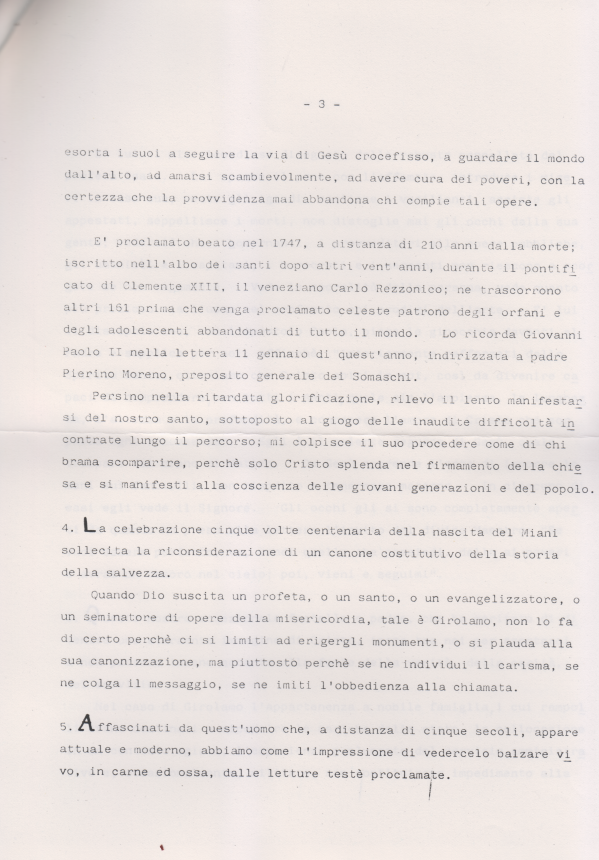 - 3 -
esorta i suoi a seguire la via di Gesù crocefisso, a guardare il mondo
dall'alto, ad amarsi scambievolmente, ad avere cura dei poveri, con la
certezza che la provvidenza mai abbandona chi compie tali opere.
E' proclamato beato nel 1747, a distanza di 210 anni dalla morte;
iscritto nell'albo dei santi dopo altri vent'anni, durante il pontifi
cato di Clemente XIII, il veneziano Carlo Rezzonico; ne trascorrono
altri 161 prima che venga proclamato celeste patrono degli orfani e
degli adolescenti abbandonati di tutto il mondo. Lo ricorda Giovanni
Paolo II nella lettera 11 gennaio di quest'anno, indirizzata a padre
Pierino Moreno, preposito generale dei Somaschi.
Persino nella ritardata glorificazione, rilevo il lento manifestar
si del nostro santo, sottoposto al giogo delle inaudite difficoltà in
contrate lungo il percorso; mi colpisce il suo procedere come di chi
brama scomparire, perchè solo Cristo splenda nel firmamento della chie
sa e si manifesti alla coscienza delle giovani generazioni e del popolo.
4. La celebrazione cinque volte centenaria della nascita del Miani
sollecita la riconsiderazione di un canone costitutivo della storia
della salvezza.
Quando Dio suscita un profeta, o un santo, o un evangelizzatore, o
un seminatore di opere della misericordia, tale è Girolamo, non lo fa
di certo perchè ci si limiti ad erigergli monumenti, o si plauda alla
sua canonizzazione, ma piuttosto perchè se ne individui il carisma, se
ne colga il messaggio, se ne imiti l'obbedienza alla chiamata.
5. Affascinati da quest'uomo che, a distanza di cinque secoli, appare
attuale e moderno, abbiamo come l'impressione di vedercelo balzare vi
vo, in carne ed ossa, dalle letture testè proclamate.